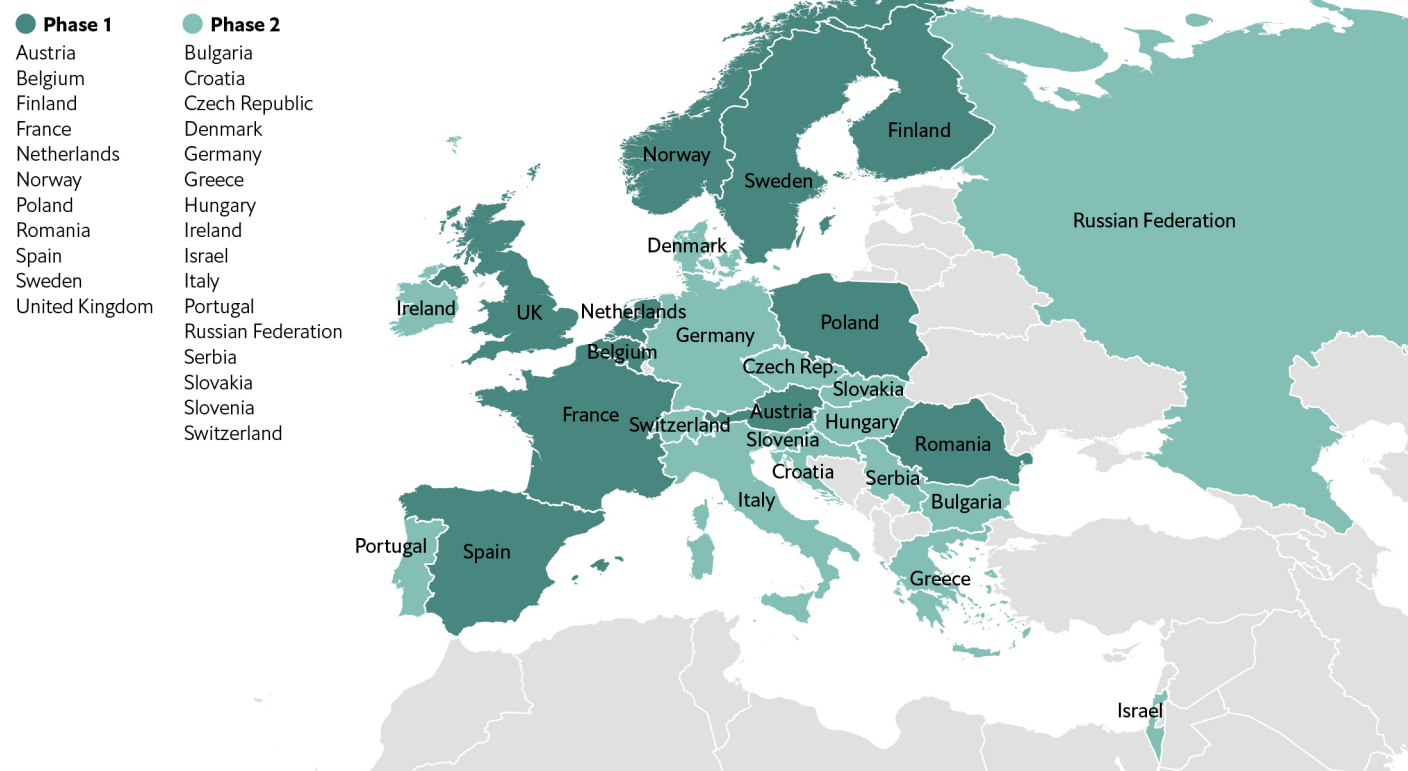 Phase 1
Austria
Belgium
Finland
France
Netherlands
Norway
Poland
Romania
Spain
Sweden
United Kingdom
Phase 2
Bulgaria
Croatia
Czech Republic
Denmark
Germany
Greece
Hungary
Ireland
Israel
Italy
Portugal
Russian Federation
Serbia
Slovakia
Slovenia
Switzerland
Finland
Norway
Sweden
Russian Federation
Denmark
Ireland
UK
Netherlands
Poland
Germany
Belgium
Czech Rep.
Slovakia
Austria
France
Switzerland
Hungary
Slovenia
Romania
Croatia
Serbia
Italy
Bulgaria
Portugal
Spain
Greece
Israel